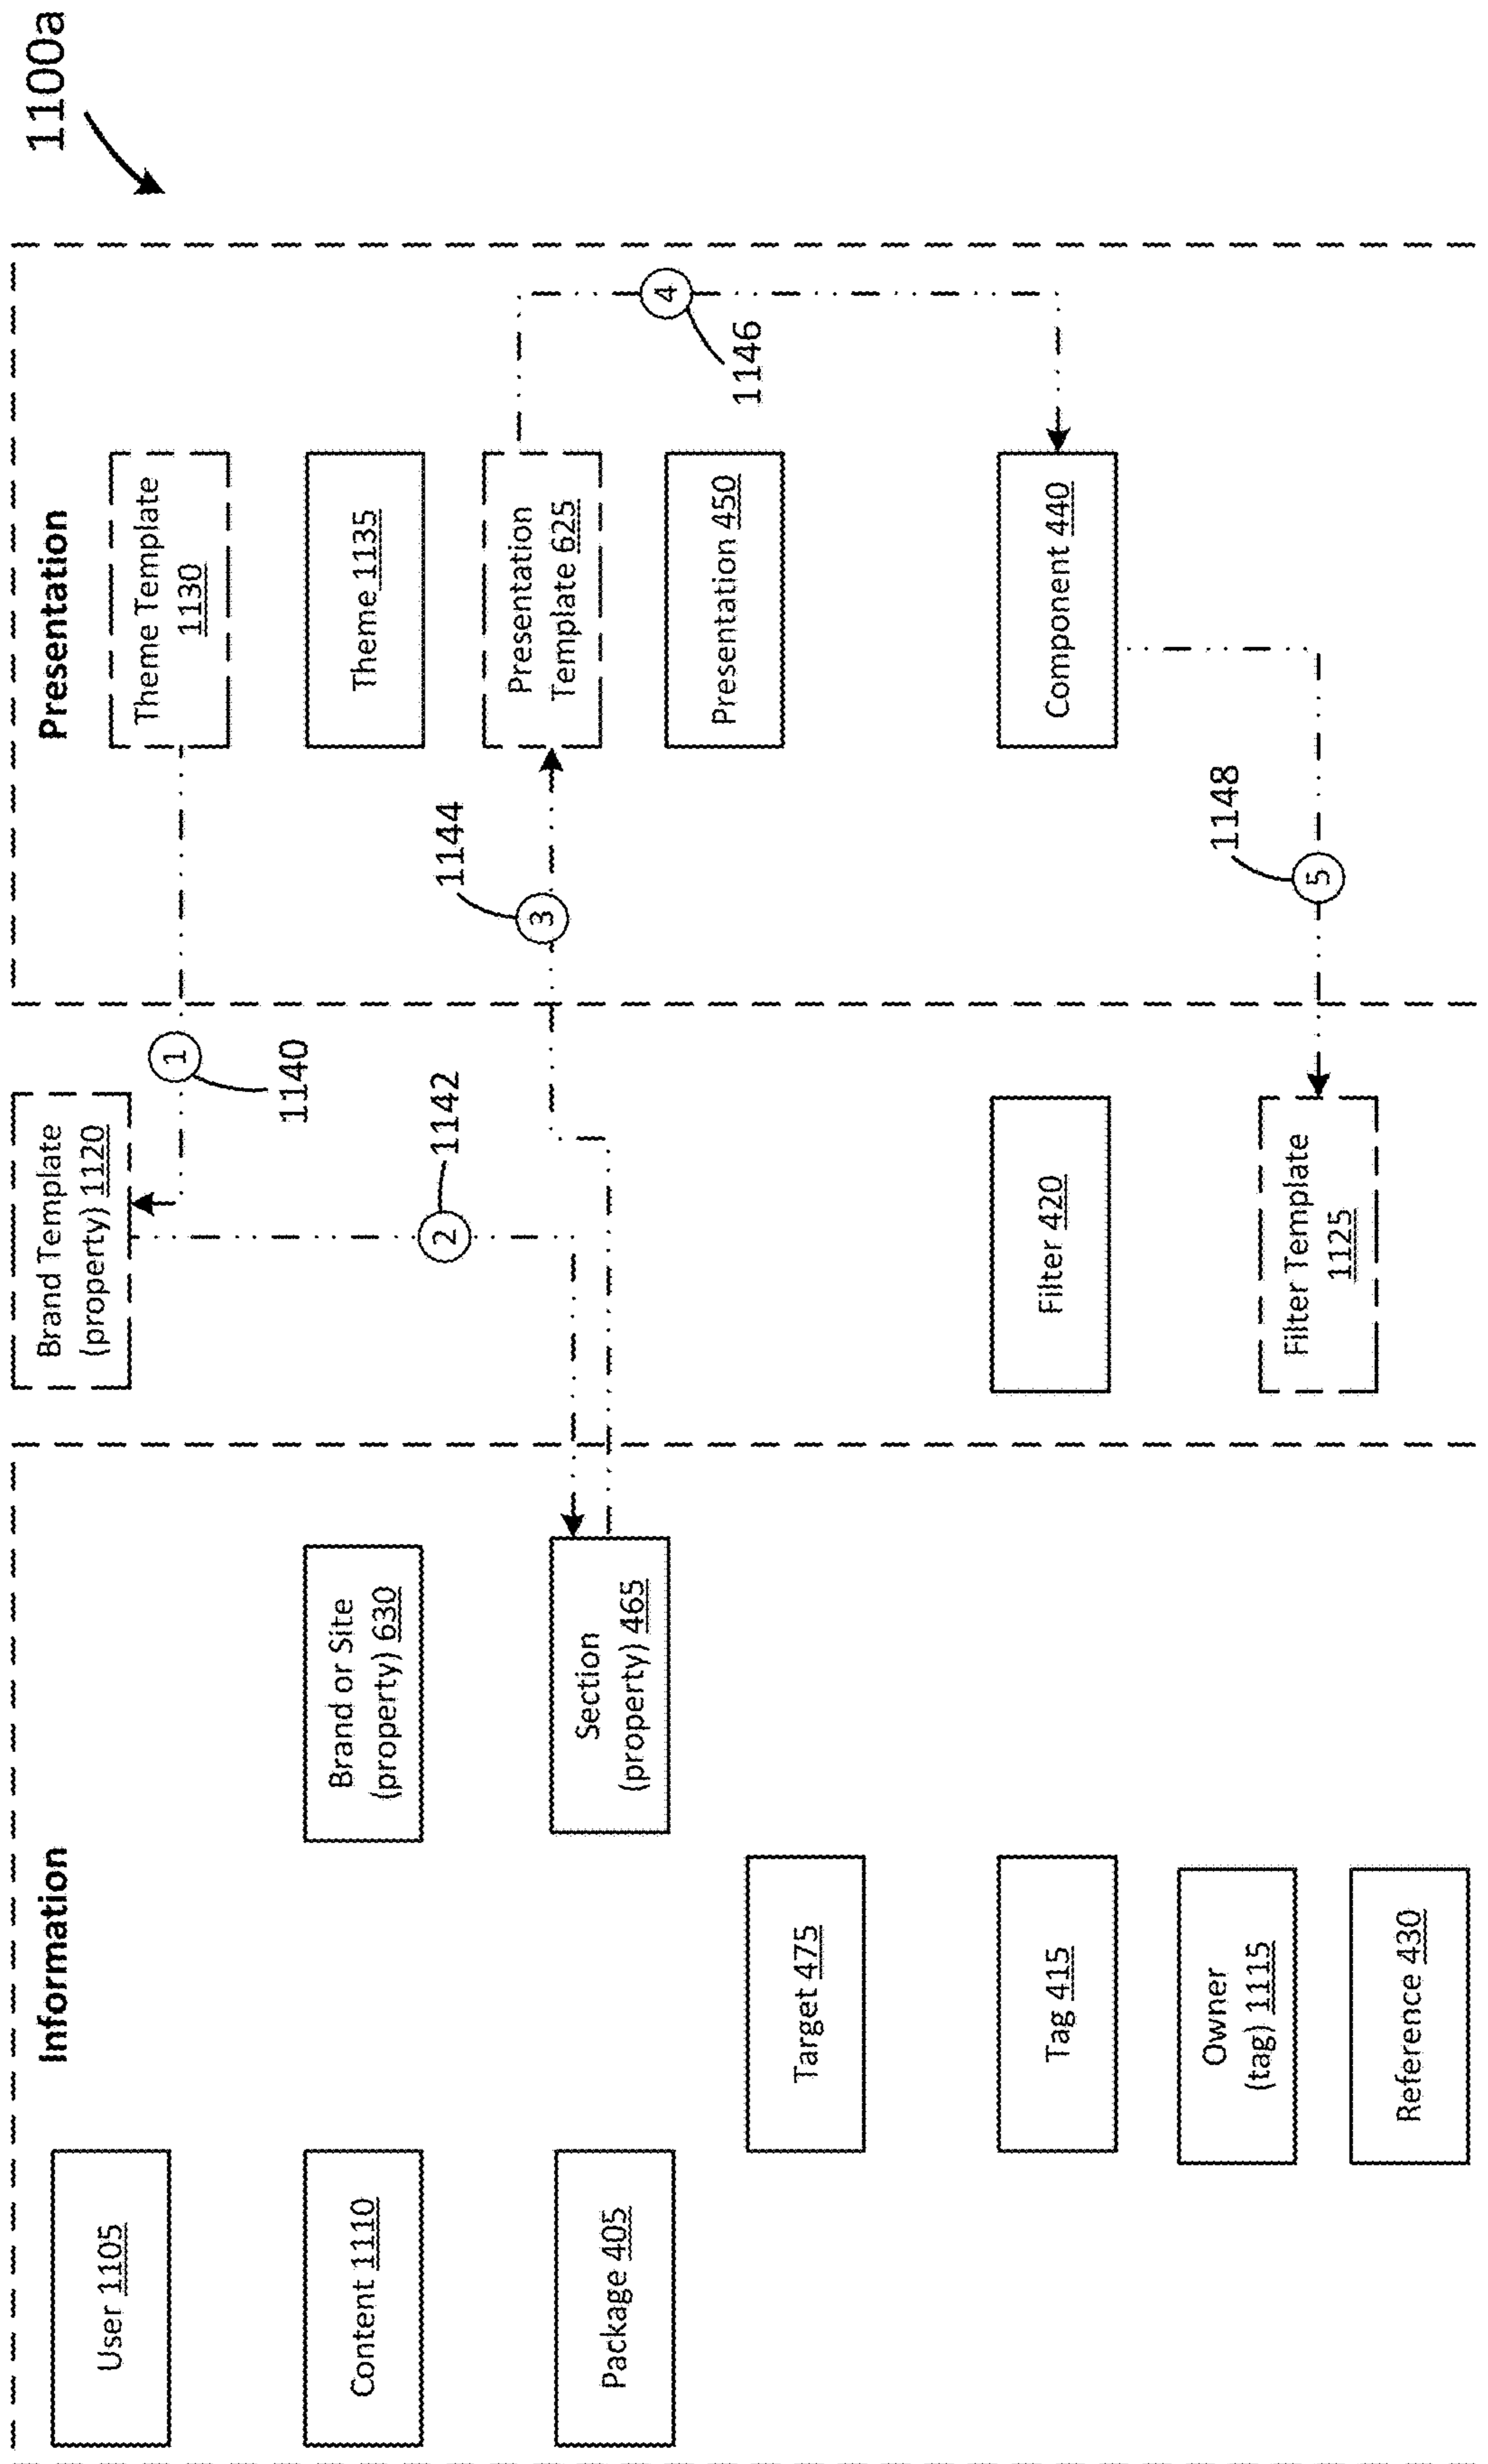 1100a
Information
Presentation
User 1105
Content 1110
Package 405
Target 475
Tag 415
Owner
(tag) 1115
Reference 430
Brand or Site
(property) 630
Section
(property) 465
Brand Template
(property) 1120
Filter 420
Filter Template
1125
1
1140
2
1142
3
1144
Theme Template
1130
Theme 1135
Presentation
Template 625
Presentation 450
Component 440
4
1146
5
1148